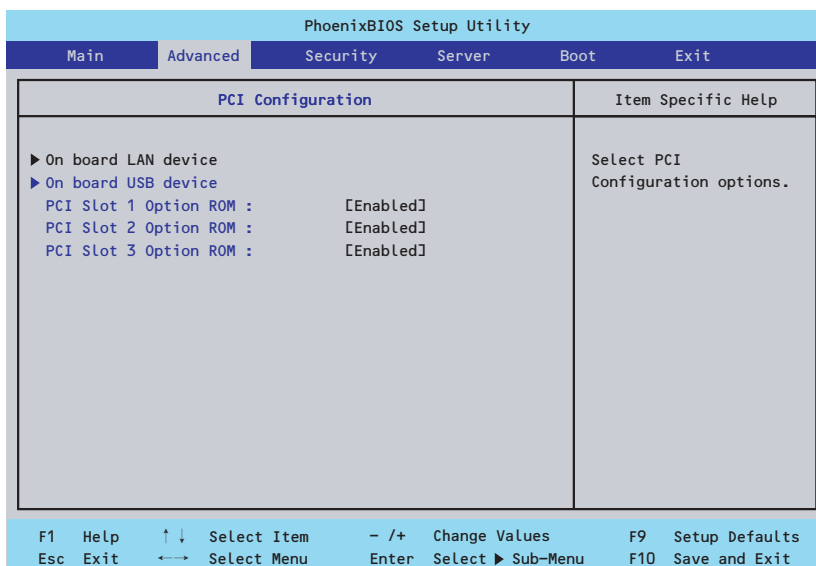 PhoenixBIOS Setup Utility
Main Advanced Security Server Boot Exit
PCI Configuration
Item Specific Help
▶ On board LAN device
▶ On board USB device
PCI Slot 1 Option ROM : [Enabled]
PCI Slot 2 Option ROM : [Enabled]
PCI Slot 3 Option ROM : [Enabled]
Select PCI
Configuration options.
F1 Help ↑↓ Select Item − /+ Change Values F9 Setup Defaults
Esc Exit ←→ Select Menu Enter Select ▶ Sub−Menu F10 Save and Exit